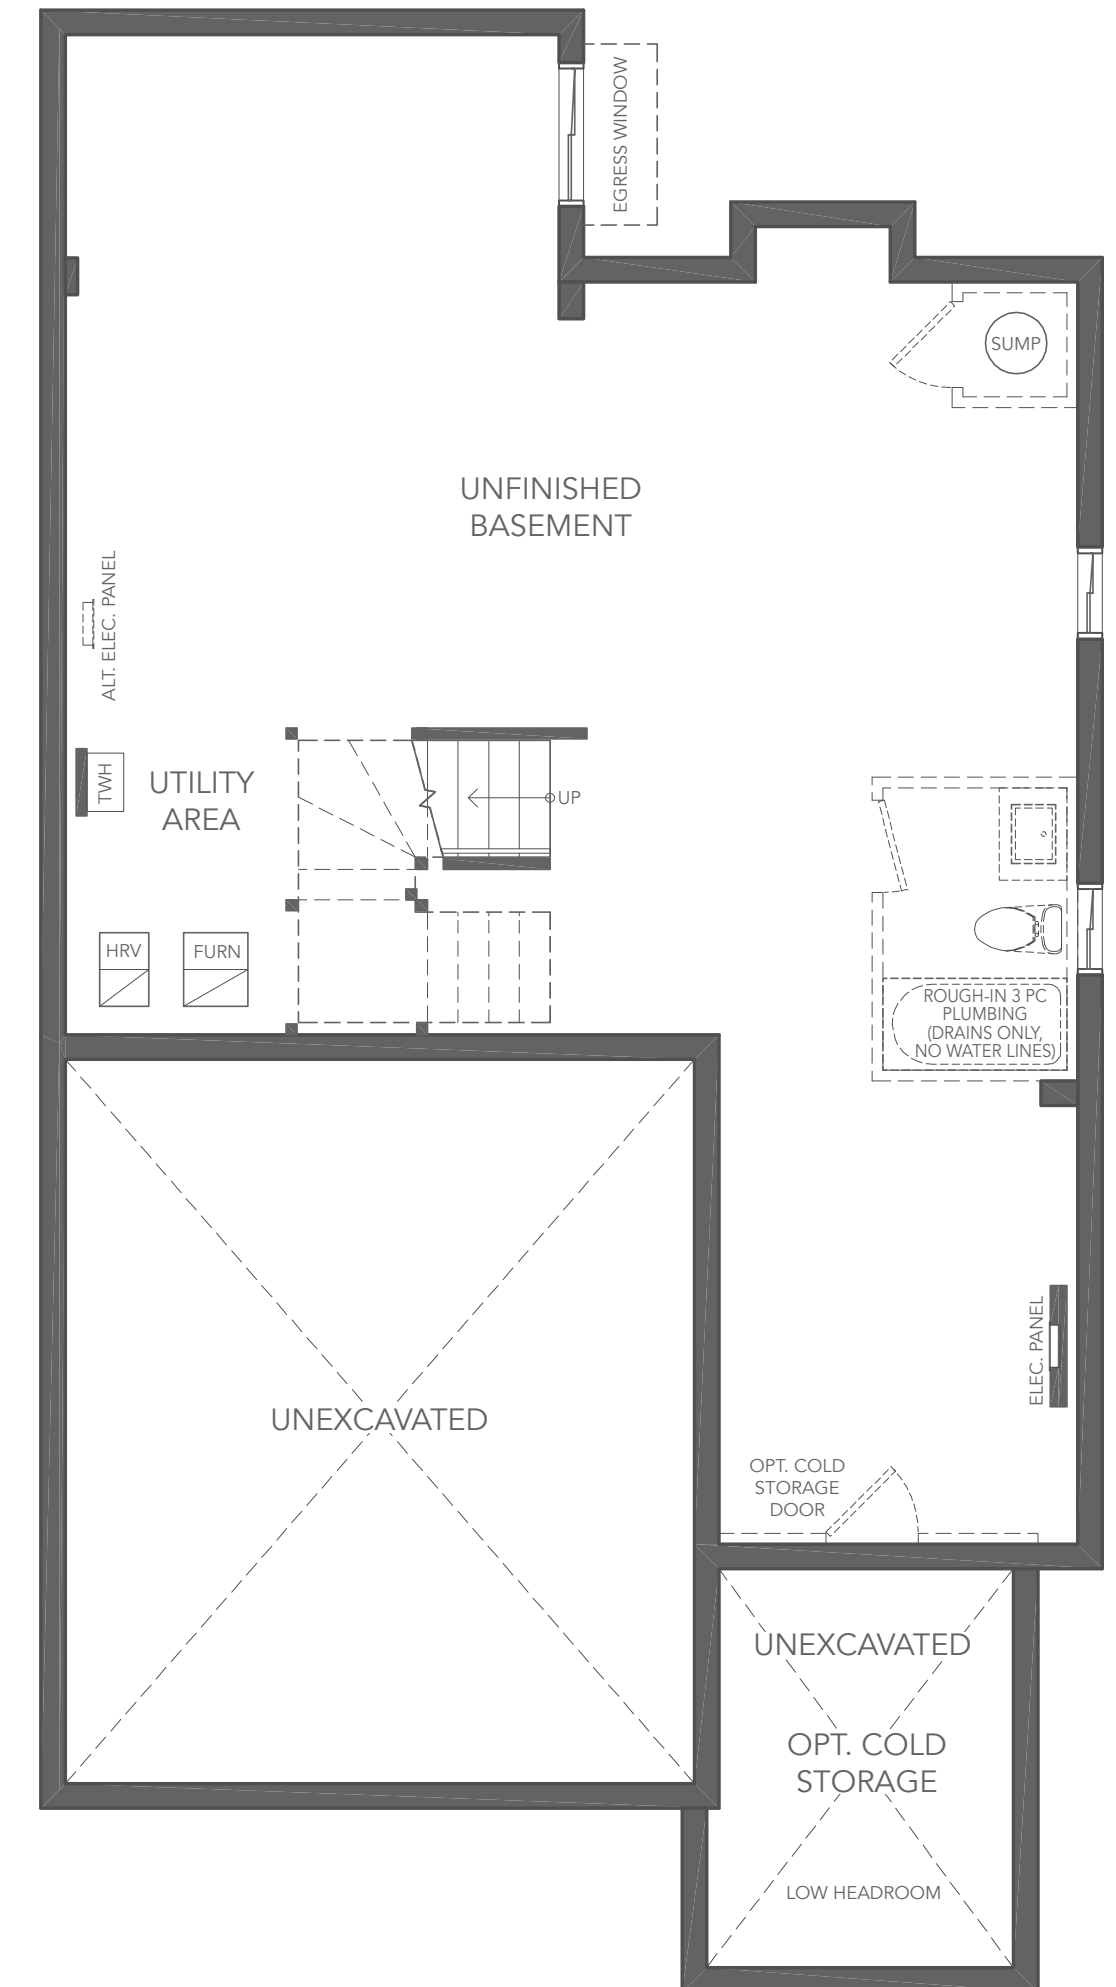 EGRESS WINDOW
SUMP
UNFINISHED
BASEMENT
ALT. ELEC. PANEL
TWH
UTILITY
AREA
UP
HRV
FURN
ROUGH-IN 3 PC
PLUMBING
(DRAINS ONLY,
NO WATER LINES)
ELEC. PANEL
UNEXCAVATED
OPT. COLD
STORAGE
DOOR
UNEXCAVATED
OPT. COLD
STORAGE
LOW HEADROOM